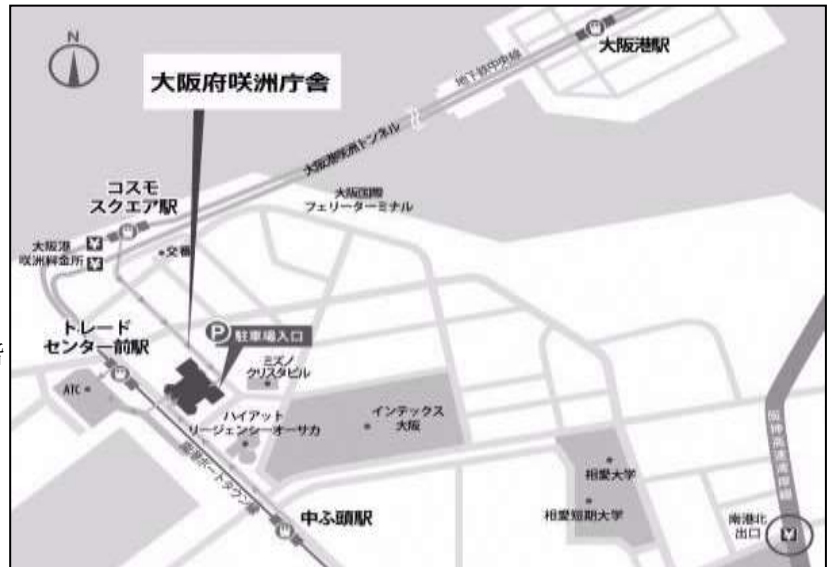 N
大阪府咲洲庁舎
大阪港駅
地下鉄中央線
大阪港咲洲トンネル
大阪国際
フェリーターミナル
コスモ
スクエア駅
大阪港
咲洲料金所
交番
トレード
センター前駅
P
駐車場入口
ミズノ
クリスタビル
ATC
ハイアット
リージェンシーオーサカ
インテックス
大阪
南港ポートタウン線
中ふ頭駅
相愛大学
相愛短期大学
阪神高速湾岸線
南港北
出口